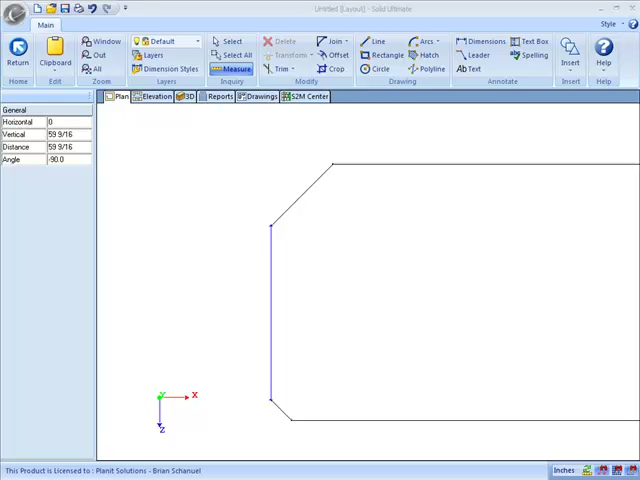 Untitled [Layout] - Solid Ultimate
Main
Style
Return
Home
Clipboard
Edit
Window
Out
All
Zoom
Default
Layers
Dimension Styles
Layers
Select
Select All
Measure
Inquiry
Delete
Transform
Trim
Join
Offset
Crop
Modify
Line
Rectangle
Circle
Arcs
Hatch
Polyline
Drawing
Dimensions
Leader
Text
Text Box
Spelling
Annotate
Insert
Insert
Help
Help
Plan
Elevation
3D
Reports
Drawings
S2M Center
General
Horizontal 0
Vertical 59 9/16
Distance 59 9/16
Angle -90.0
Y
X
Z
This Product is Licensed to : Planit Solutions - Brian Schanuel
Inches